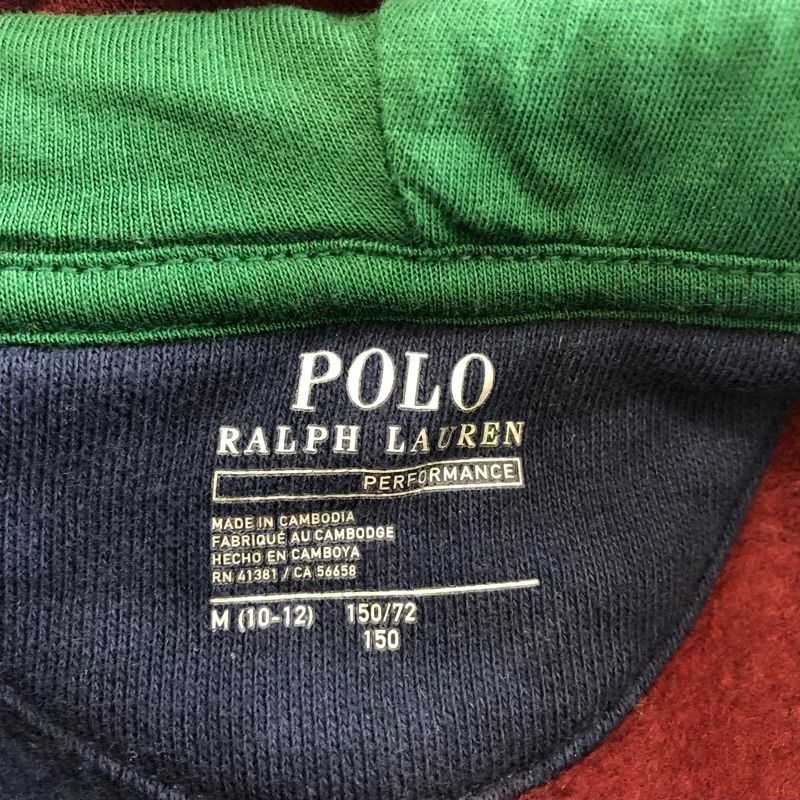 POLO
RALPH LAUREN
PERFORMANCE
MADE IN CAMBODIA
FABRIQUÉ AU CAMBODGE
HECHO EN CAMBOYA
RN 41381 / CA 56658
M (10-12) 150/72
150